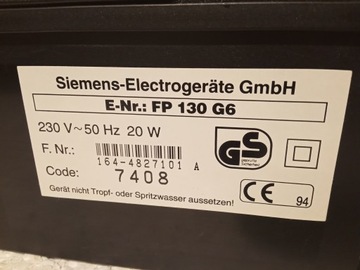 Siemens-Electrogeräte GmbH
E-Nr.: FP 130 G6
230 V~50 Hz 20 W
F. Nr.:
164-4827101 A
Code: 7408
GS
Gerät nicht Tropf- oder Spritzwasser aussetzen!
CE 94